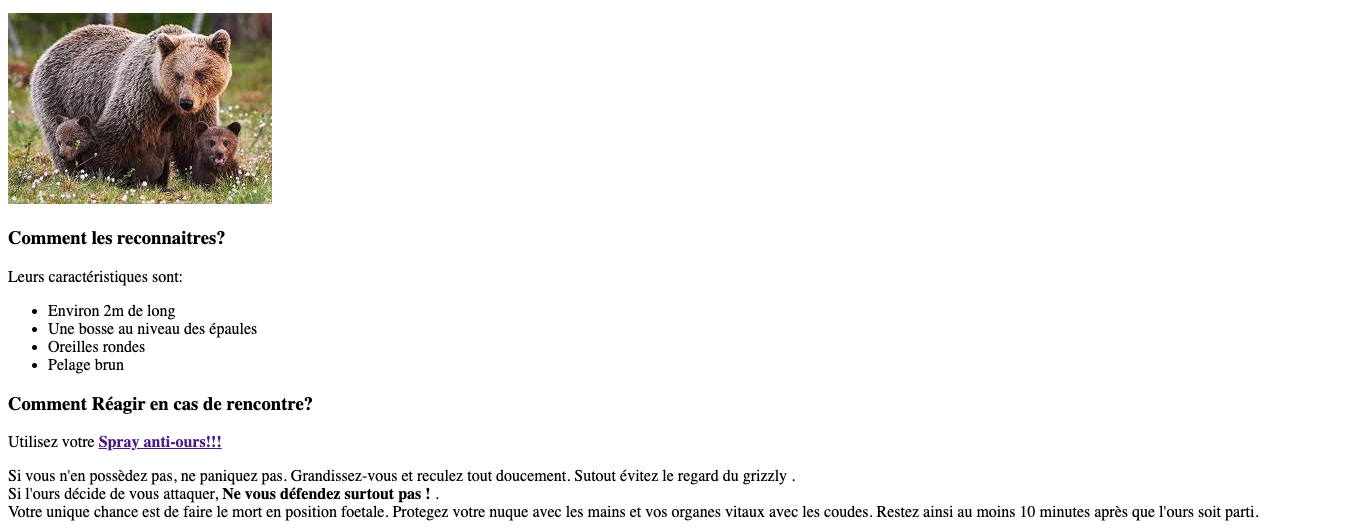 Comment les reconnaitres?
Leurs caractéristiques sont:
Environ 2m de long
Une bosse au niveau des épaules
Oreilles rondes
Pelage brun
Comment Réagir en cas de rencontre?
Utilisez votre Spray anti-ours!!!
Si vous n'en possèdez pas, ne paniquez pas. Grandissez-vous et reculez tout doucement. Sutout évitez le regard du grizzly .
Si l'ours décide de vous attaquer, Ne vous défendez surtout pas ! .
Votre unique chance est de faire le mort en position foetale. Protegez votre nuque avec les mains et vos organes vitaux avec les coudes. Restez ainsi au moins 10 minutes après que l'ours soit parti.